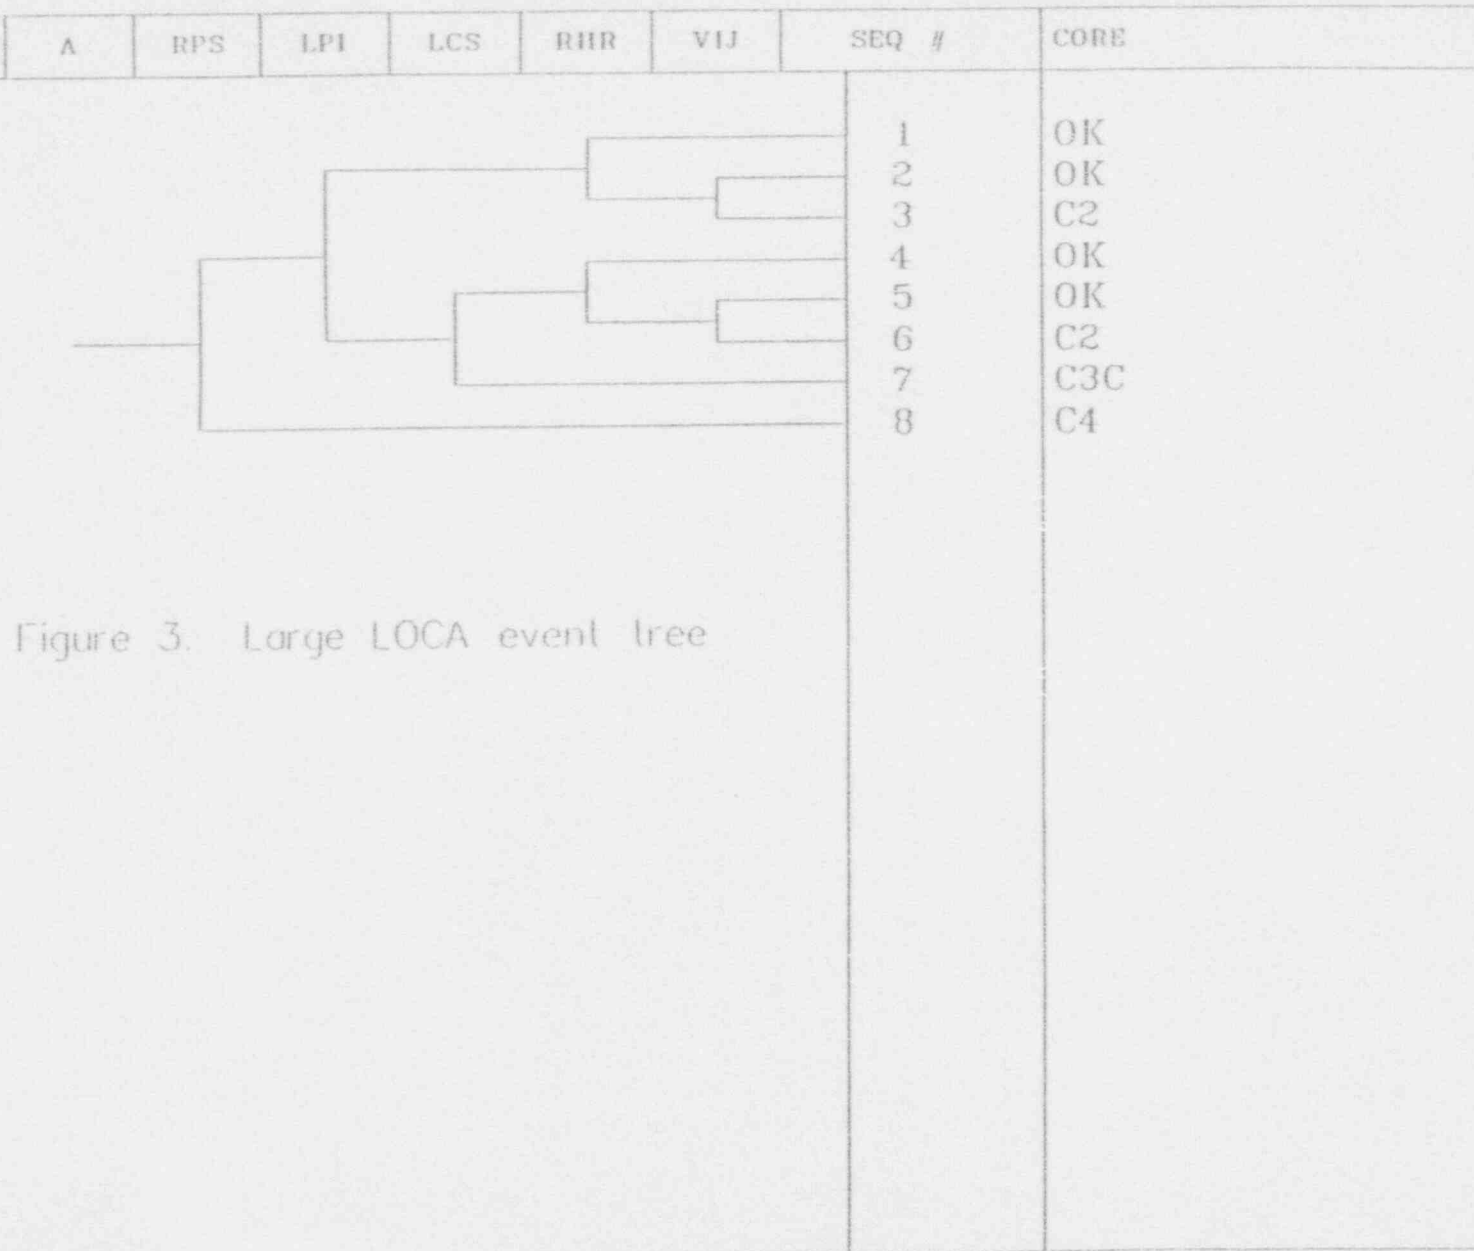 A RPS LPI LCS RHR VIJ SEQ # CORE
1 OK
2 OK
3 C2
4 OK
5 OK
6 C2
7 C3C
8 C4
Figure 3. Large LOCA event tree